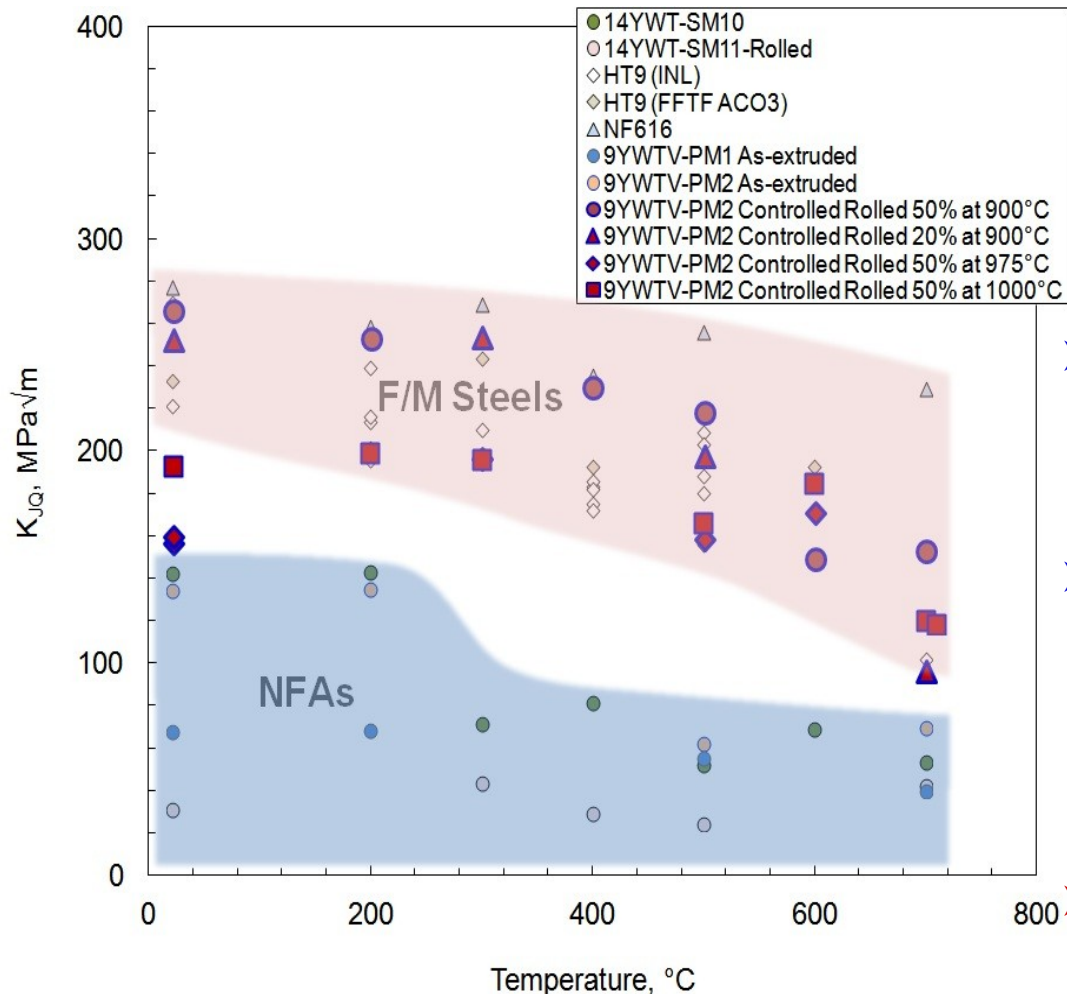 400
300
200
100
0
K_JQ, MPa√m
14YWT-SM10
14YWT-SM11-Rolled
HT9 (INL)
HT9 (FFTF ACO3)
NF616
9YWTV-PM1 As-extruded
9YWTV-PM2 As-extruded
9YWTV-PM2 Controlled Rolled 50% at 900°C
9YWTV-PM2 Controlled Rolled 20% at 900°C
9YWTV-PM2 Controlled Rolled 50% at 975°C
9YWTV-PM2 Controlled Rolled 50% at 1000°C
F/M Steels
NFAs
0 200 400 600 800
Temperature, °C